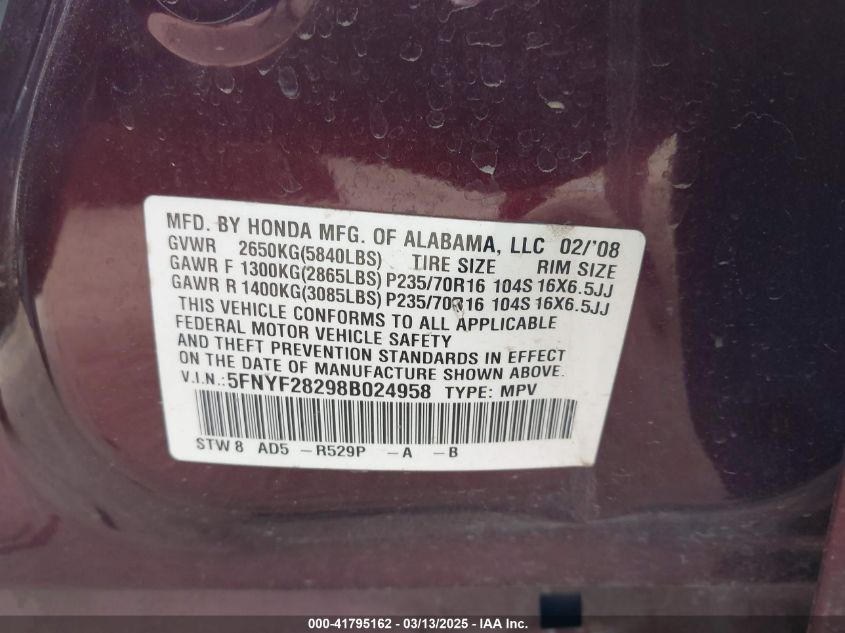 MFD. BY HONDA MFG. OF ALABAMA, LLC 02/'08
GVWR 2650KG(5840LBS) TIRE SIZE RIM SIZE
GAWR F 1300KG(2865LBS) P235/70R16 104S 16X6.5JJ
GAWR R 1400KG(3085LBS) P235/70R16 104S 16X6.5JJ
THIS VEHICLE CONFORMS TO ALL APPLICABLE
FEDERAL MOTOR VEHICLE SAFETY
AND THEFT PREVENTION STANDARDS IN EFFECT
ON THE DATE OF MANUFACTURE SHOWN ABOVE.
V.I.N.: 5FNYF28298B024958 TYPE: MPV
STW 8 AD5 – R529P – A – B
000-41795162 - 03/13/2025 - IAA Inc.